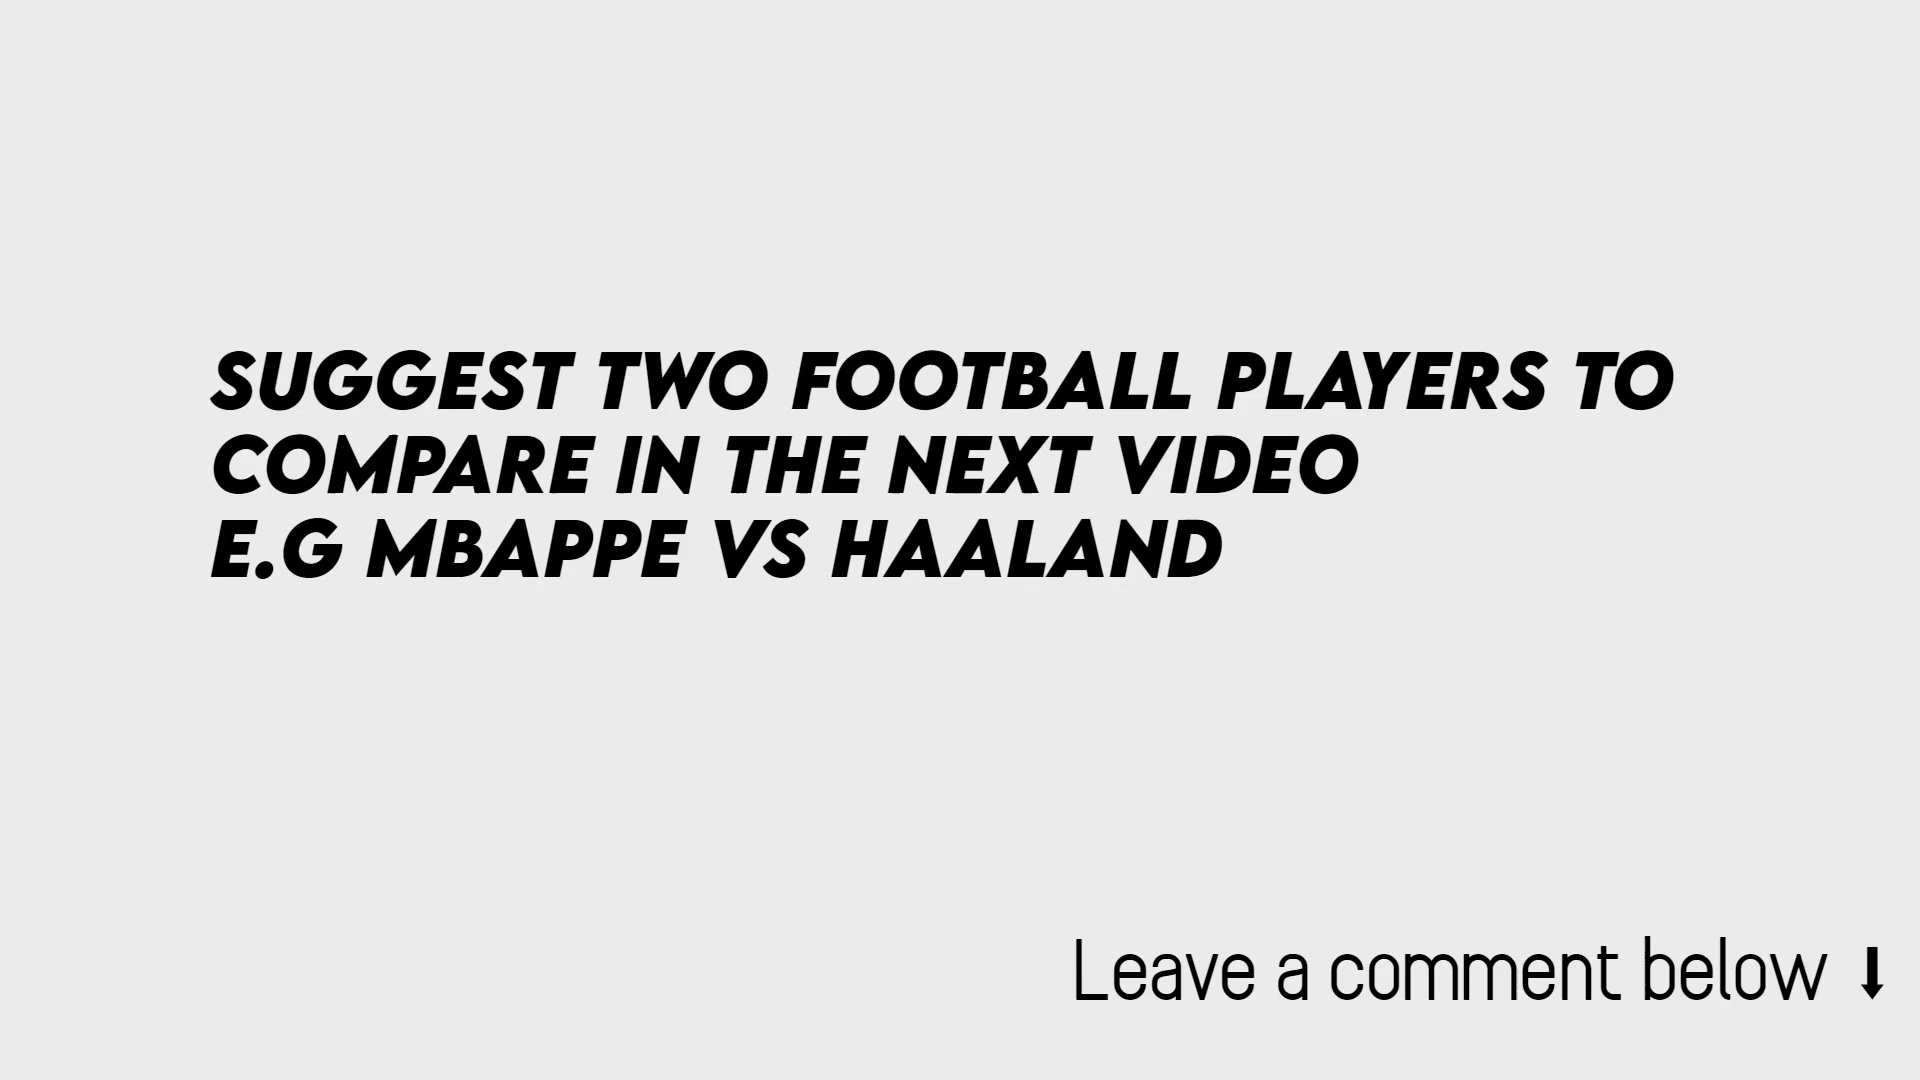 SUGGEST TWO FOOTBALL PLAYERS TO
COMPARE IN THE NEXT VIDEO
E.G MBAPPE VS HAALAND
Leave a comment below ⬇